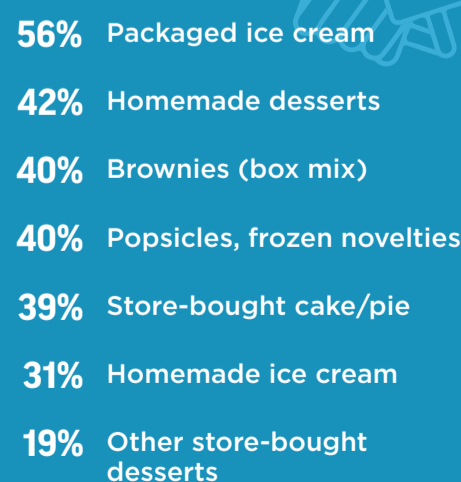 56% Packaged ice cream
42% Homemade desserts
40% Brownies (box mix)
40% Popsicles, frozen novelties
39% Store-bought cake/pie
31% Homemade ice cream
19% Other store-bought
desserts